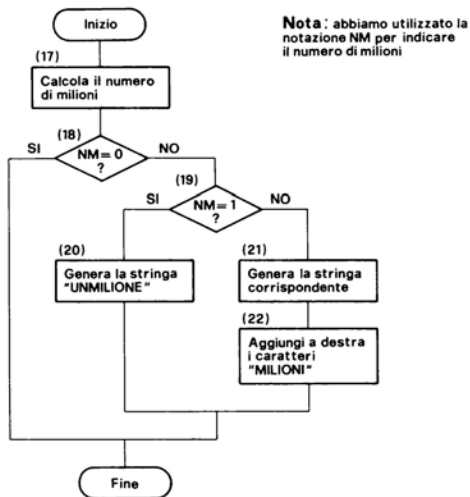 Inizio
Nota: abbiamo utilizzato la
notazione NM per indicare
il numero di milioni
(17)
Calcola il numero
di milioni
(18)
SI
NM=0
?
NO
(19)
SI
NM=1
?
NO
(20)
Genera la stringa
"UNMILIONE"
(21)
Genera la stringa
corrispondente
(22)
Aggiungi a destra
i caratteri
"MILIONI"
Fine